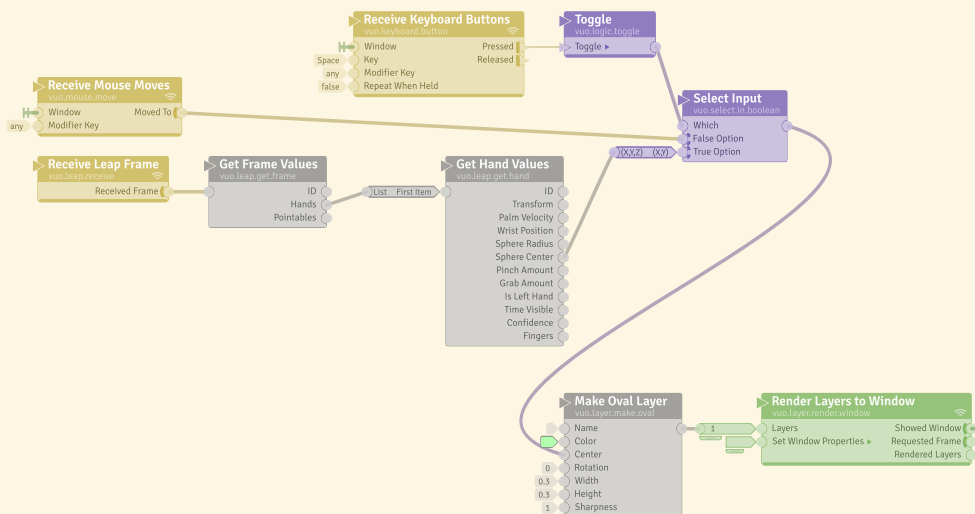 Receive Keyboard Buttons
vuo.keyboard.button
Window
Pressed
Space
Key
Released
any
Modifier Key
false
Repeat When Held
Toggle
vuo.logic.toggle
Toggle ▸
Receive Mouse Moves
vuo.mouse.move
Window
Moved To
any
Modifier Key
Select Input
vuo.select.in.boolean
Which
False Option
(X,Y,Z) (X,Y)
True Option
Receive Leap Frame
vuo.leap.receive
Received Frame
Get Frame Values
vuo.leap.get.frame
ID
Hands
Pointables
List First Item
Get Hand Values
vuo.leap.get.hand
ID
Transform
Palm Velocity
Wrist Position
Sphere Radius
Sphere Center
Pinch Amount
Grab Amount
Is Left Hand
Time Visible
Confidence
Fingers
Make Oval Layer
vuo.layer.make.oval
Name
Color
Center
0
Rotation
0.3
Width
0.3
Height
1
Sharpness
Render Layers to Window
vuo.layer.render.window
1
Layers
Showed Window
Set Window Properties ▸
Requested Frame
Rendered Layers